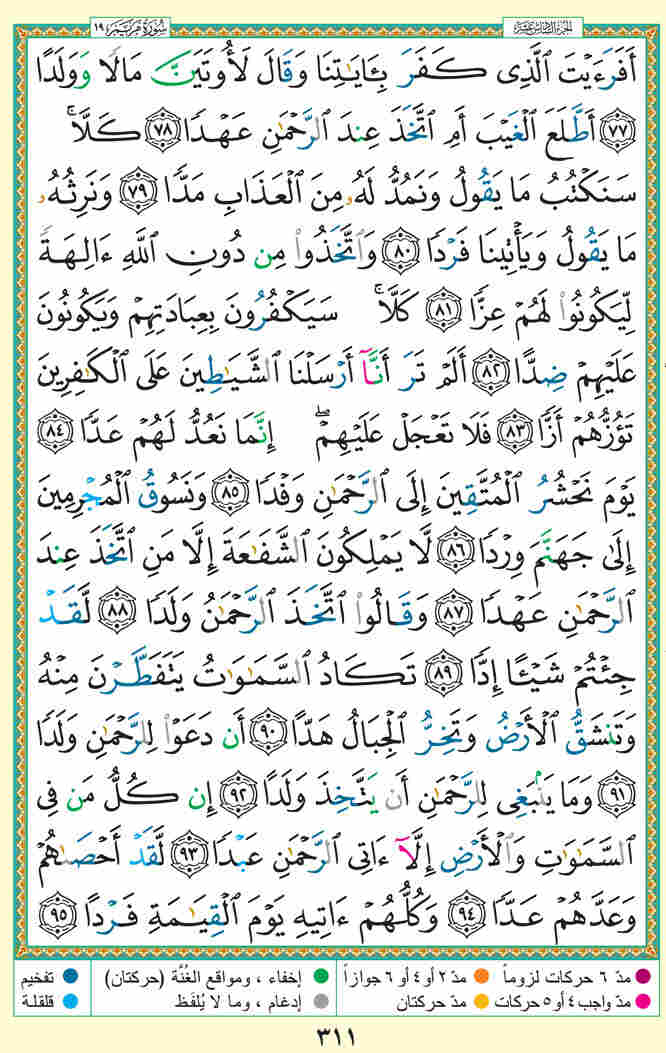 سُورَةُ مَرْيَمَ ١٩
الجزء السادس عشر
أَفَرَءَيْتَ ٱلَّذِى كَفَرَ بِـَٔايَـٰتِنَا وَقَالَ لَأُوتَيَنَّ مَالًا وَوَلَدًا
٧٧ أَطَّلَعَ ٱلْغَيْبَ أَمِ ٱتَّخَذَ عِندَ ٱلرَّحْمَـٰنِ عَهْدًا ٧٨ كَلَّا ۚ
سَنَكْتُبُ مَا يَقُولُ وَنَمُدُّ لَهُۥ مِنَ ٱلْعَذَابِ مَدًّا ٧٩ وَنَرِثُهُۥ
مَا يَقُولُ وَيَأْتِينَا فَرْدًا ٨٠ وَٱتَّخَذُوا۟ مِن دُونِ ٱللَّهِ ءَالِهَةً
لِّيَكُونُوا۟ لَهُمْ عِزًّا ٨١ كَلَّا ۚ سَيَكْفُرُونَ بِعِبَادَتِهِمْ وَيَكُونُونَ
عَلَيْهِمْ ضِدًّا ٨٢ أَلَمْ تَرَ أَنَّآ أَرْسَلْنَا ٱلشَّيَـٰطِينَ عَلَى ٱلْكَـٰفِرِينَ
تَؤُزُّهُمْ أَزًّا ٨٣ فَلَا تَعْجَلْ عَلَيْهِمْ ۖ إِنَّمَا نَعُدُّ لَهُمْ عَدًّا ٨٤
يَوْمَ نَحْشُرُ ٱلْمُتَّقِينَ إِلَى ٱلرَّحْمَـٰنِ وَفْدًا ٨٥ وَنَسُوقُ ٱلْمُجْرِمِينَ
إِلَىٰ جَهَنَّمَ وِرْدًا ٨٦ لَّا يَمْلِكُونَ ٱلشَّفَـٰعَةَ إِلَّا مَنِ ٱتَّخَذَ عِندَ
ٱلرَّحْمَـٰنِ عَهْدًا ٨٧ وَقَالُوا۟ ٱتَّخَذَ ٱلرَّحْمَـٰنُ وَلَدًا ٨٨ لَّقَدْ
جِئْتُمْ شَيْـًٔا إِدًّا ٨٩ تَكَادُ ٱلسَّمَـٰوَٰتُ يَتَفَطَّرْنَ مِنْهُ
وَتَنشَقُّ ٱلْأَرْضُ وَتَخِرُّ ٱلْجِبَالُ هَدًّا ٩٠ أَن دَعَوْا۟ لِلرَّحْمَـٰنِ وَلَدًا
٩١ وَمَا يَنۢبَغِى لِلرَّحْمَـٰنِ أَن يَتَّخِذَ وَلَدًا ٩٢ إِن كُلُّ مَن فِى
ٱلسَّمَـٰوَٰتِ وَٱلْأَرْضِ إِلَّآ ءَاتِى ٱلرَّحْمَـٰنِ عَبْدًا ٩٣ لَّقَدْ أَحْصَىٰهُمْ
وَعَدَّهُمْ عَدًّا ٩٤ وَكُلُّهُمْ ءَاتِيهِ يَوْمَ ٱلْقِيَـٰمَةِ فَرْدًا ٩٥
مدّ ٦ حركات لزوماً
مدّ ٢ أو ٤ أو ٦ جوازاً
مدّ واجب ٤ أو ٥ حركات
مدّ حركتان
إخفاء ، ومواقع الغُنَّة (حركتان)
إدغام ، وما لا يُلفَظ
تفخيم
قلقلة
٣١١